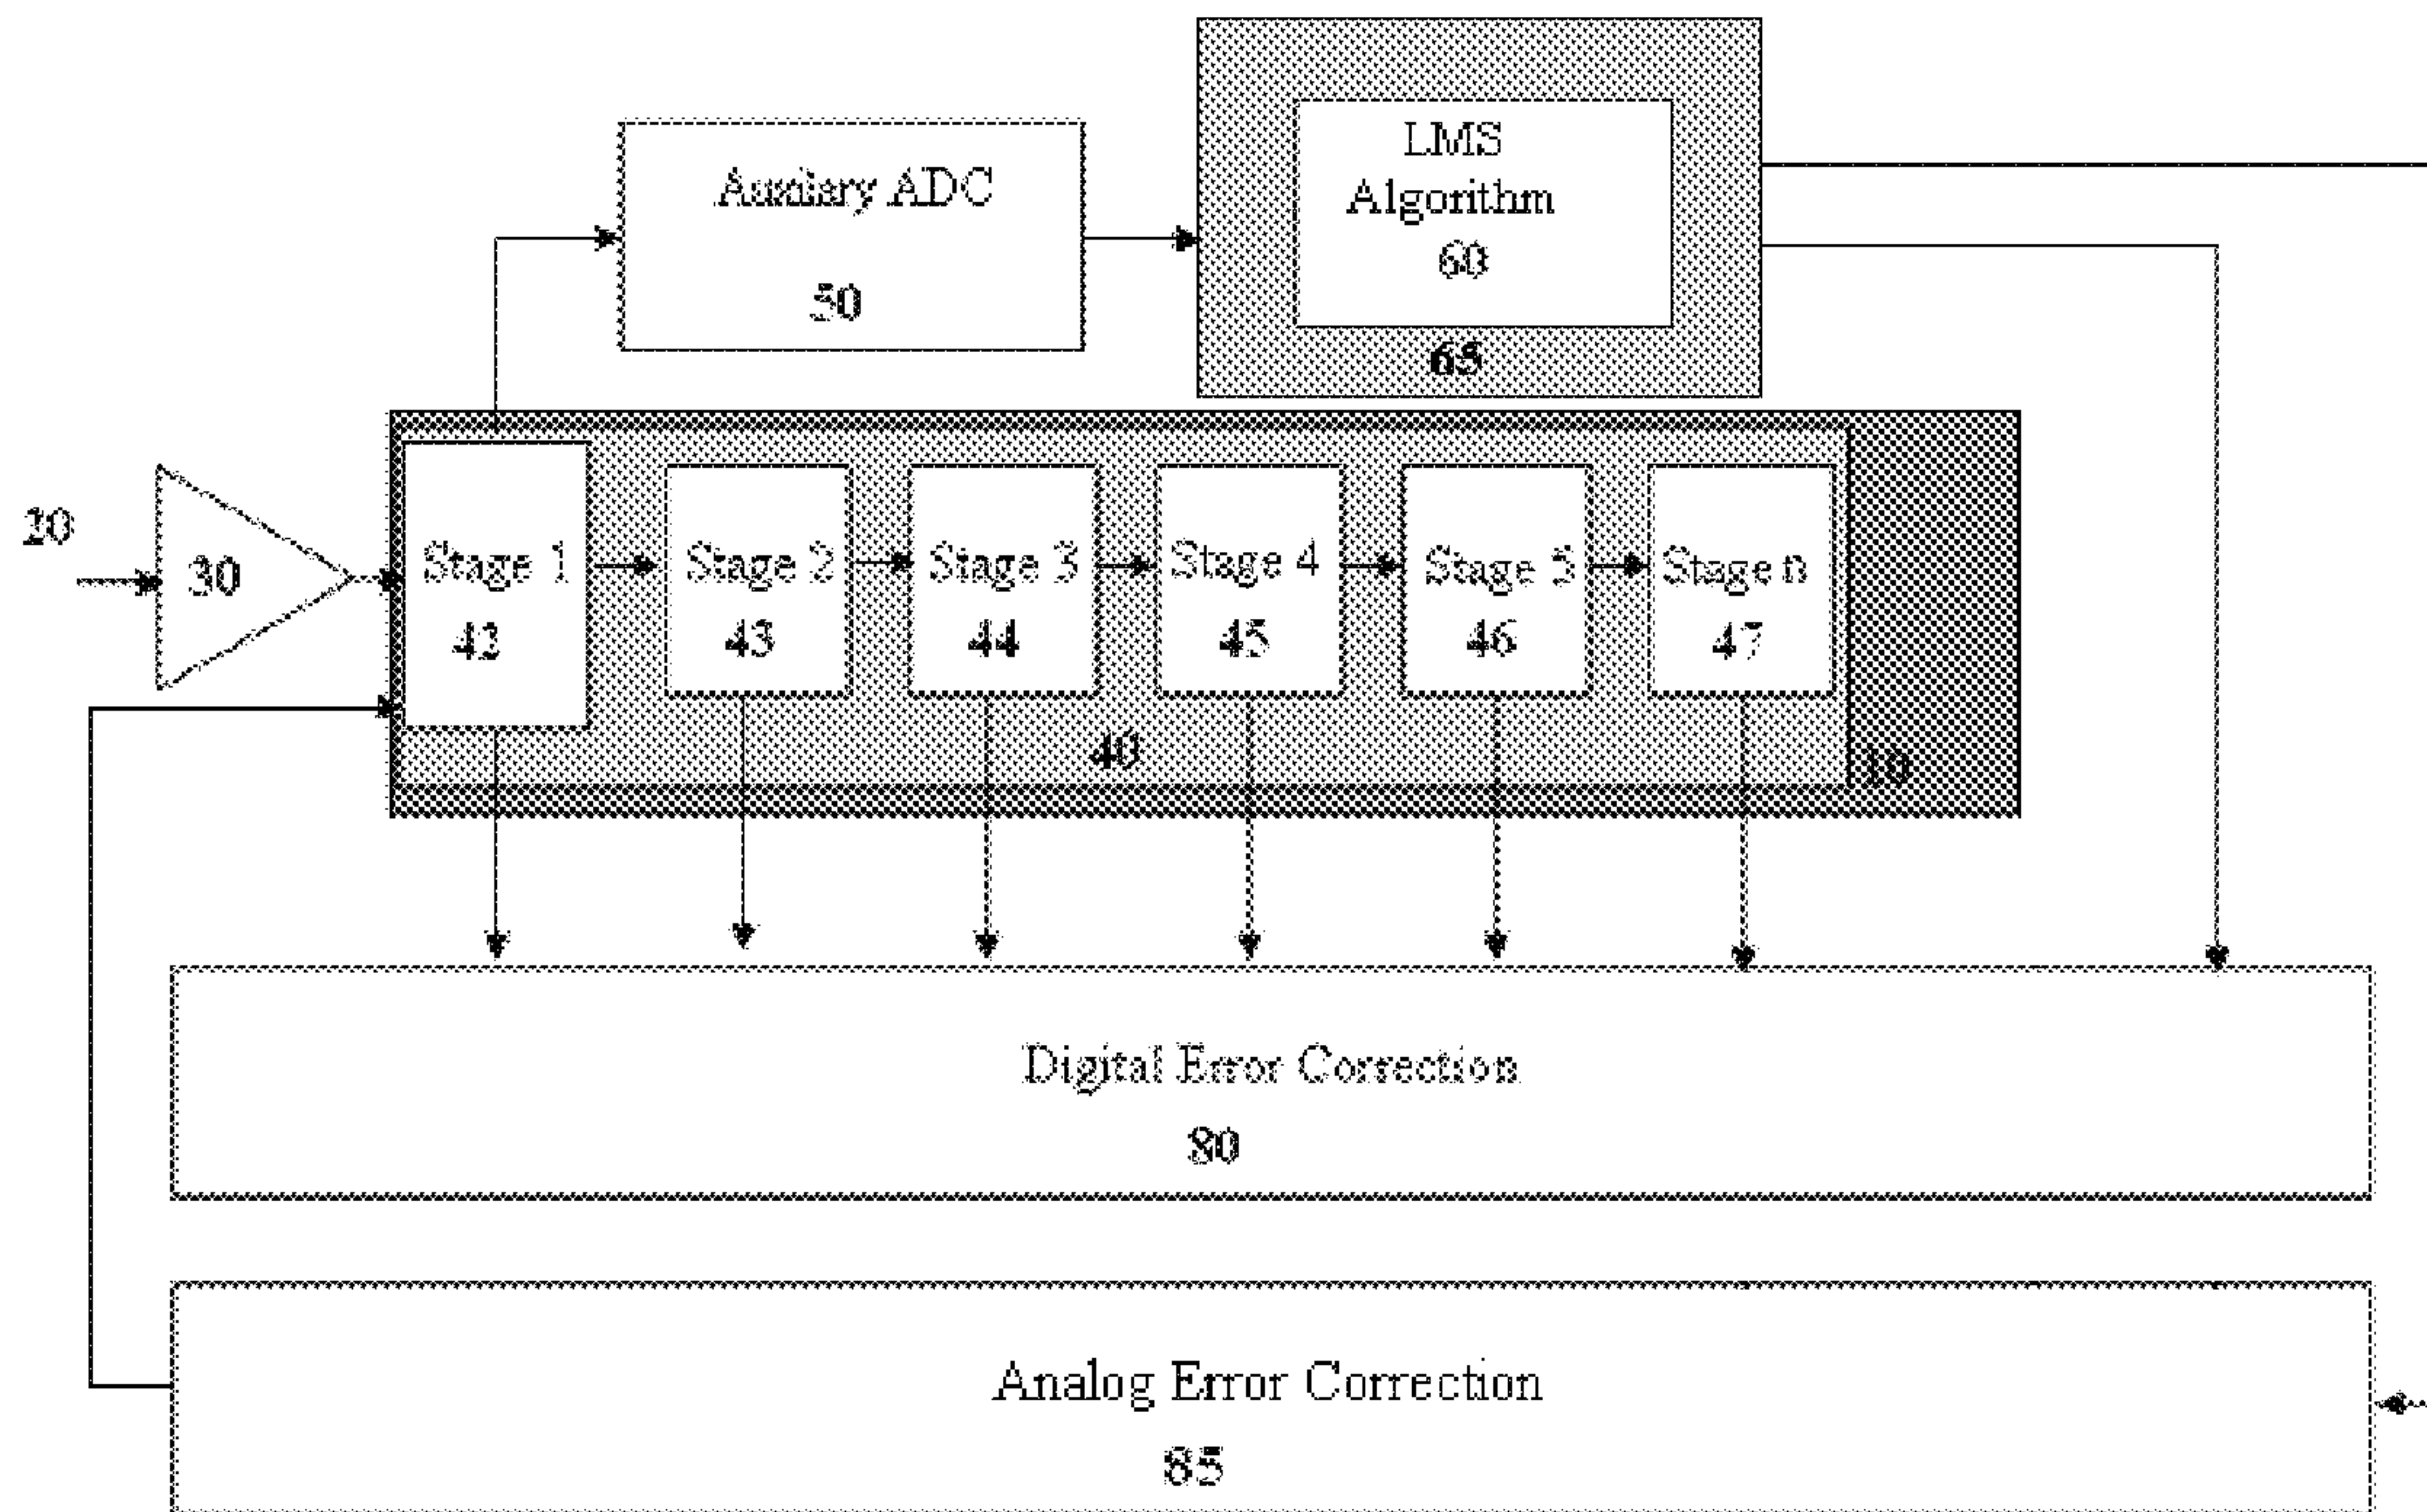 LMS
Algorithm
60
65
Auxiliary ADC
50
20
30
Stage 1
42
Stage 2
43
Stage 3
44
Stage 4
45
Stage 5
46
Stage n
47
40
10
Digital Error Correction
80
Analog Error Correction
85